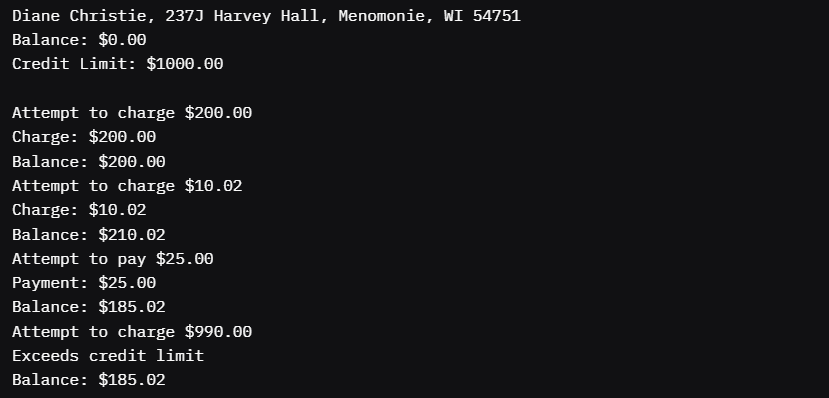 Diane Christie, 237J Harvey Hall, Menomonie, WI 54751
Balance: $0.00
Credit Limit: $1000.00
Attempt to charge $200.00
Charge: $200.00
Balance: $200.00
Attempt to charge $10.02
Charge: $10.02
Balance: $210.02
Attempt to pay $25.00
Payment: $25.00
Balance: $185.02
Attempt to charge $990.00
Exceeds credit limit
Balance: $185.02